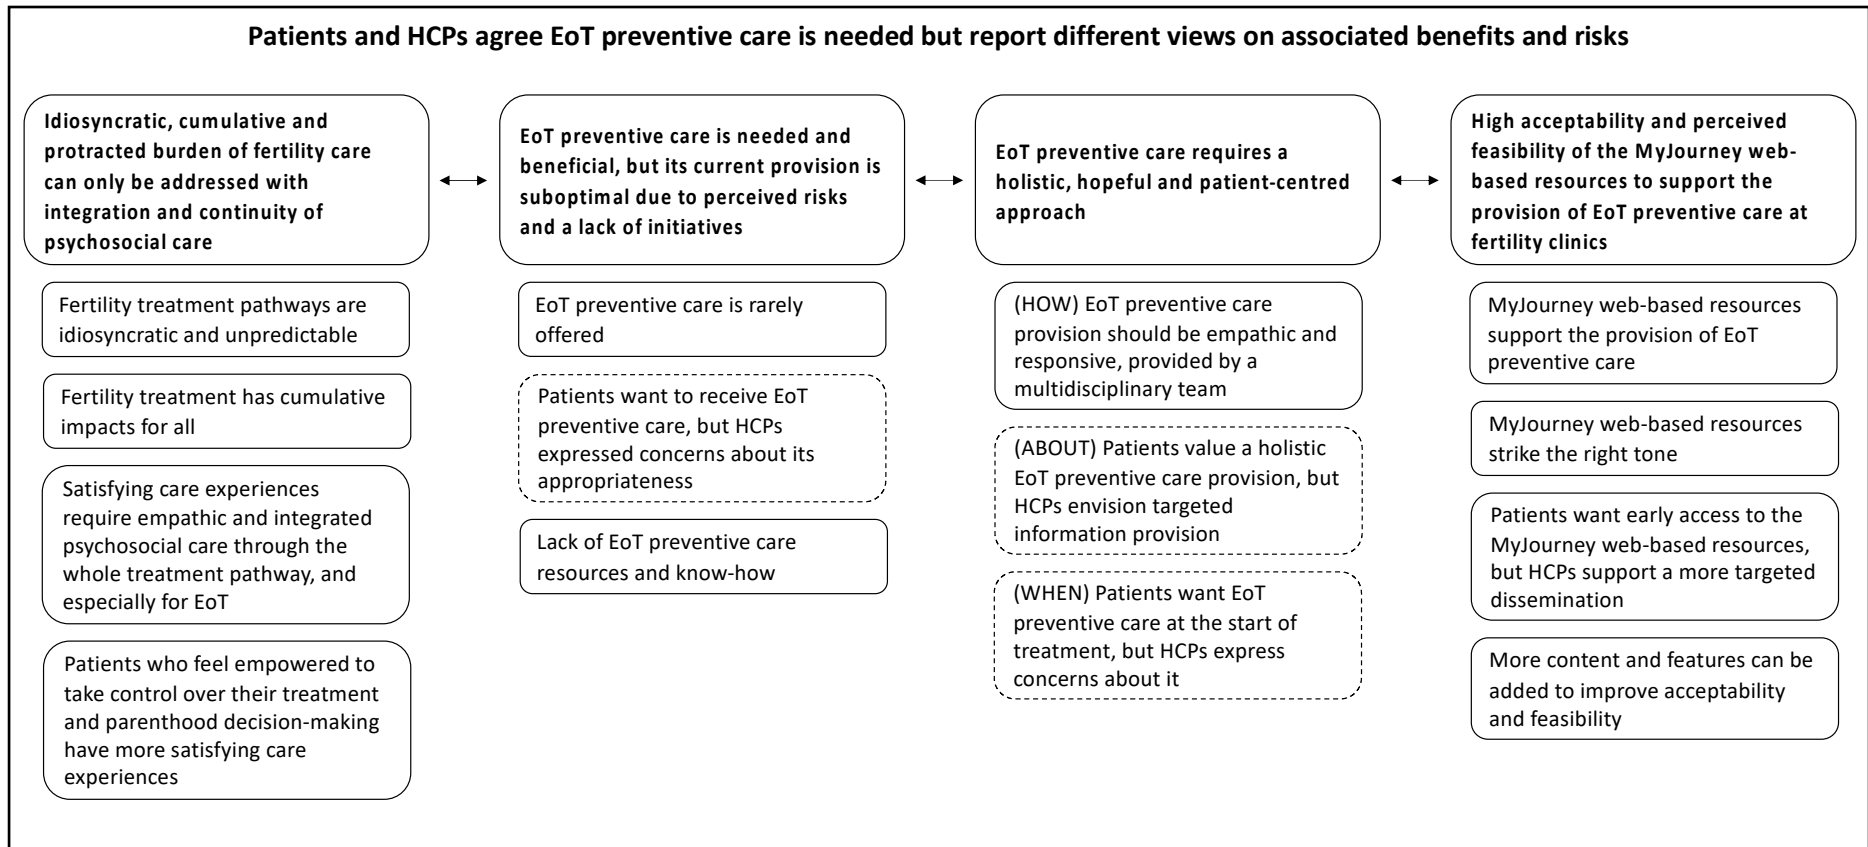 Patients and HCPs agree EoT preventive care is needed but report different views on associated benefits and risks
Idiosyncratic, cumulative and
protracted burden of fertility care
can only be addressed with
integration and continuity of
psychosocial care
Fertility treatment pathways are
idiosyncratic and unpredictable
Fertility treatment has cumulative
impacts for all
Satisfying care experiences
require empathic and integrated
psychosocial care through the
whole treatment pathway, and
especially for EoT
Patients who feel empowered to
take control over their treatment
and parenthood decision-making
have more satisfying care
experiences
EoT preventive care is needed and
beneficial, but its current provision is
suboptimal due to perceived risks
and a lack of initiatives
EoT preventive care is rarely
offered
Patients want to receive EoT
preventive care, but HCPs
expressed concerns about its
appropriateness
Lack of EoT preventive care
resources and know-how
EoT preventive care requires a
holistic, hopeful and patient-centred
approach
(HOW) EoT preventive care
provision should be empathic and
responsive, provided by a
multidisciplinary team
(ABOUT) Patients value a holistic
EoT preventive care provision, but
HCPs envision targeted
information provision
(WHEN) Patients want EoT
preventive care at the start of
treatment, but HCPs express
concerns about it
High acceptability and perceived
feasibility of the MyJourney web-
based resources to support the
provision of EoT preventive care at
fertility clinics
MyJourney web-based resources
support the provision of EoT
preventive care
MyJourney web-based resources
strike the right tone
Patients want early access to the
MyJourney web-based resources,
but HCPs support a more targeted
dissemination
More content and features can be
added to improve acceptability
and feasibility